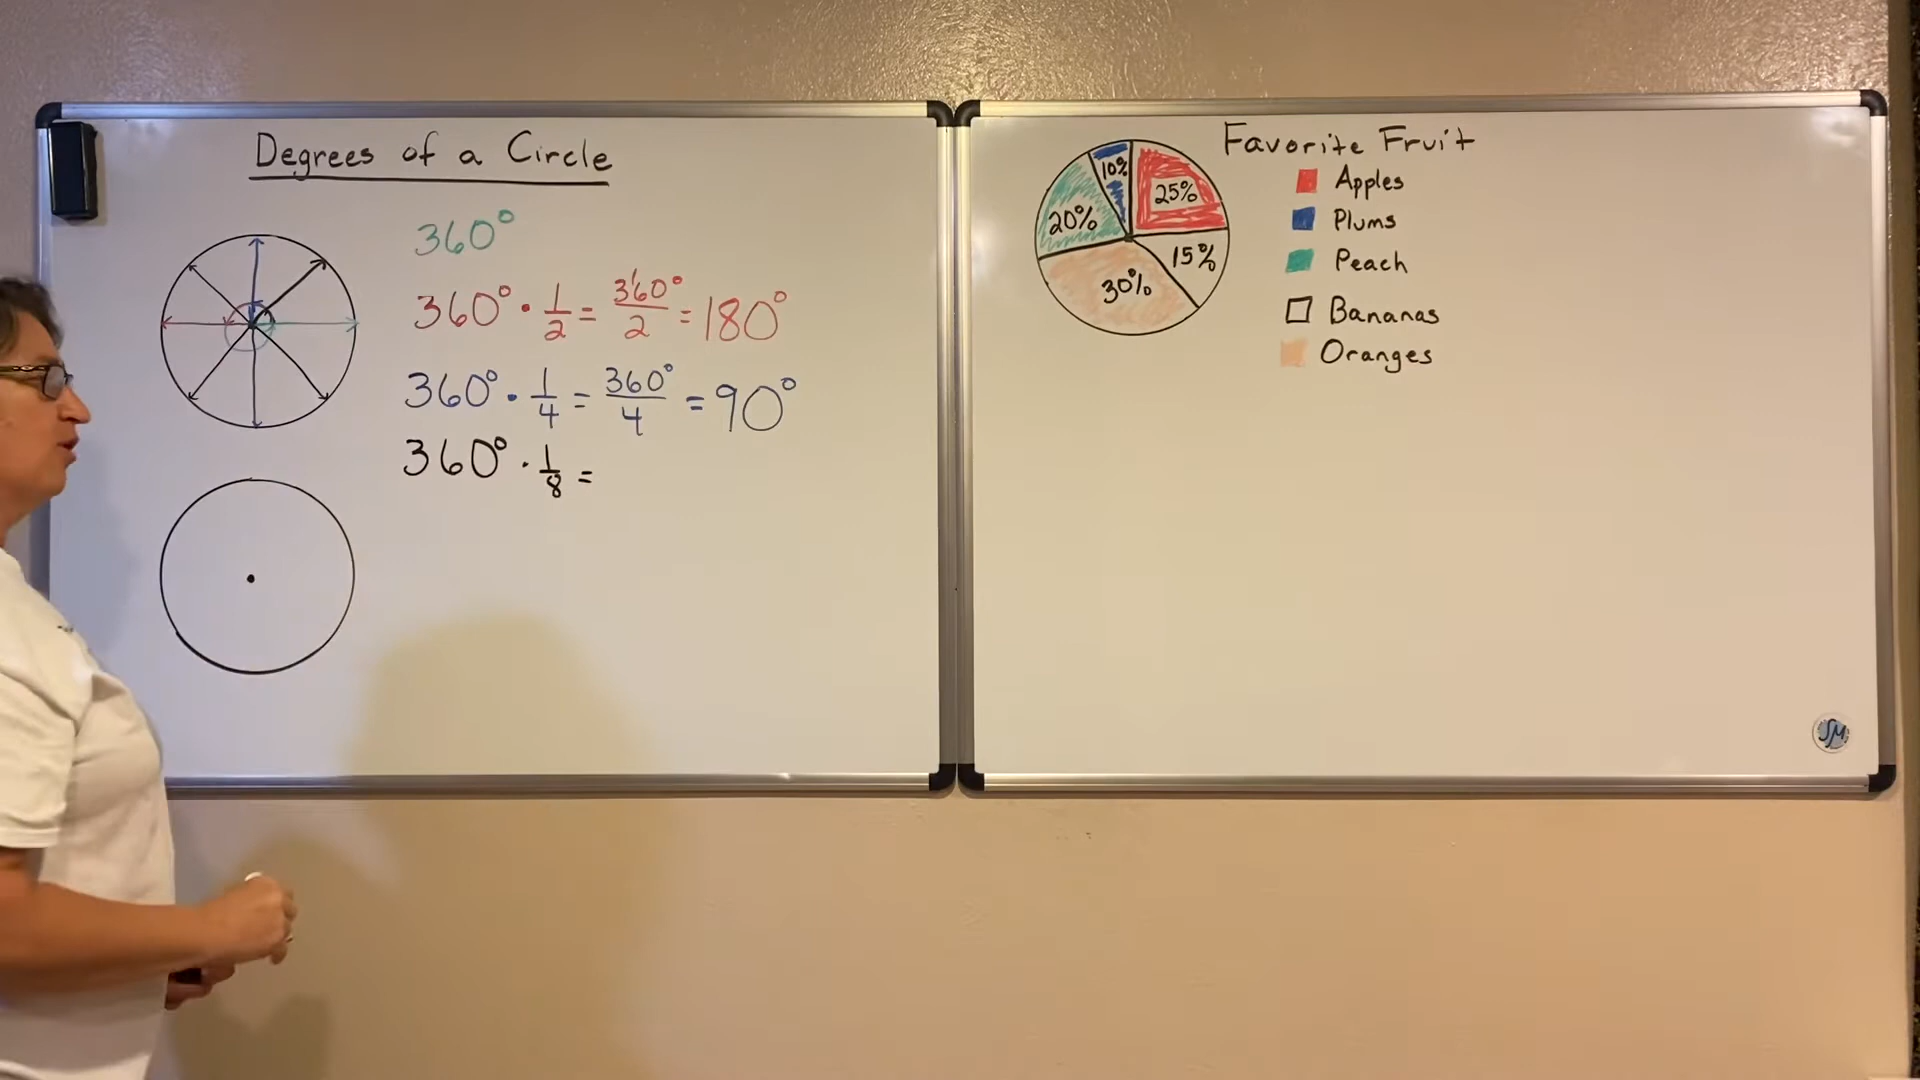 Degrees of a Circle
360°
360° · 1/2 = 360°/2 = 180°
360° · 1/4 = 360°/4 = 90°
360° · 1/8 =
Favorite Fruit
10%
25%
20%
15%
30%
Apples
Plums
Peach
Bananas
Oranges
SM